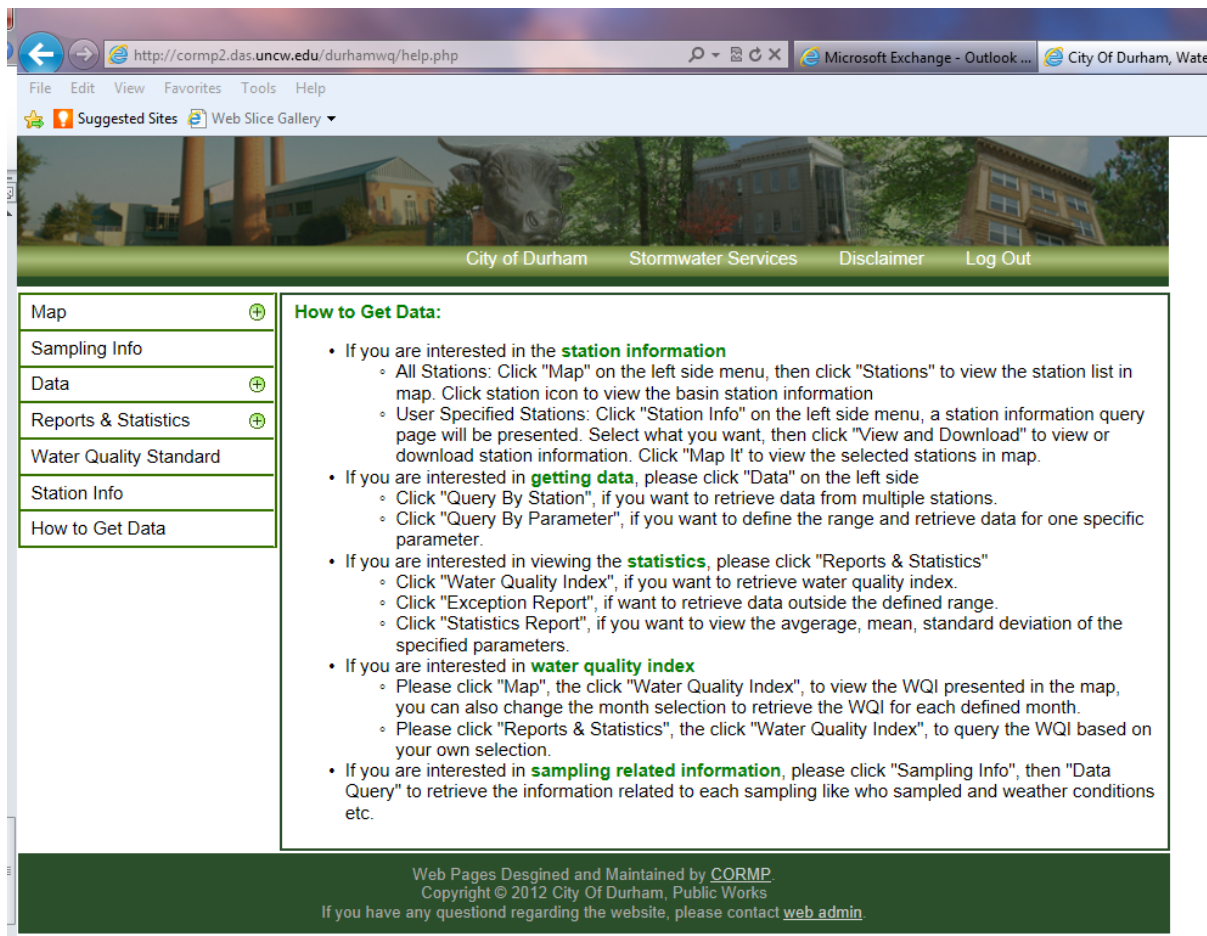 http://cormp2.das.uncw.edu/durhamwq/help.php
Microsoft Exchange - Outlook ...
City Of Durham, Wate
File Edit View Favorites Tools Help
Suggested Sites Web Slice Gallery
City of Durham Stormwater Services Disclaimer Log Out
Map
Sampling Info
Data
Reports & Statistics
Water Quality Standard
Station Info
How to Get Data
How to Get Data:
• If you are interested in the station information
◦ All Stations: Click "Map" on the left side menu, then click "Stations" to view the station list in
map. Click station icon to view the basin station information
◦ User Specified Stations: Click "Station Info" on the left side menu, a station information query
page will be presented. Select what you want, then click "View and Download" to view or
download station information. Click "Map It' to view the selected stations in map.
• If you are interested in getting data, please click "Data" on the left side
◦ Click "Query By Station", if you want to retrieve data from multiple stations.
◦ Click "Query By Parameter", if you want to define the range and retrieve data for one specific
parameter.
• If you are interested in viewing the statistics, please click "Reports & Statistics"
◦ Click "Water Quality Index", if you want to retrieve water quality index.
◦ Click "Exception Report", if want to retrieve data outside the defined range.
◦ Click "Statistics Report", if you want to view the avgerage, mean, standard deviation of the
specified parameters.
• If you are interested in water quality index
◦ Please click "Map", the click "Water Quality Index", to view the WQI presented in the map,
you can also change the month selection to retrieve the WQI for each defined month.
◦ Please click "Reports & Statistics", the click "Water Quality Index", to query the WQI based on
your own selection.
• If you are interested in sampling related information, please click "Sampling Info", then "Data
Query" to retrieve the information related to each sampling like who sampled and weather conditions
etc.
Web Pages Desgined and Maintained by CORMP.
Copyright © 2012 City Of Durham, Public Works
If you have any questiond regarding the website, please contact web admin.